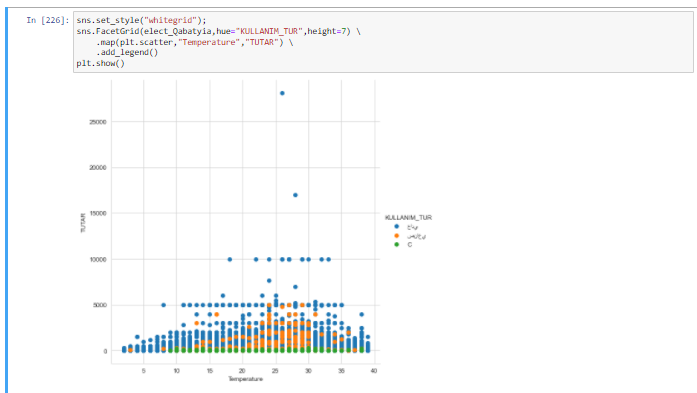 In [226]: sns.set_style("whitegrid");
sns.FacetGrid(elect_Qabatyia,hue="KULLANIM_TUR",height=7) \
.map(plt.scatter,"Temperature","TUTAR") \
.add_legend()
plt.show()
25000
20000
15000
10000
5000
0
TUTAR
5 10 15 20 25 30 35 40
Temperature
KULLANIM_TUR
C